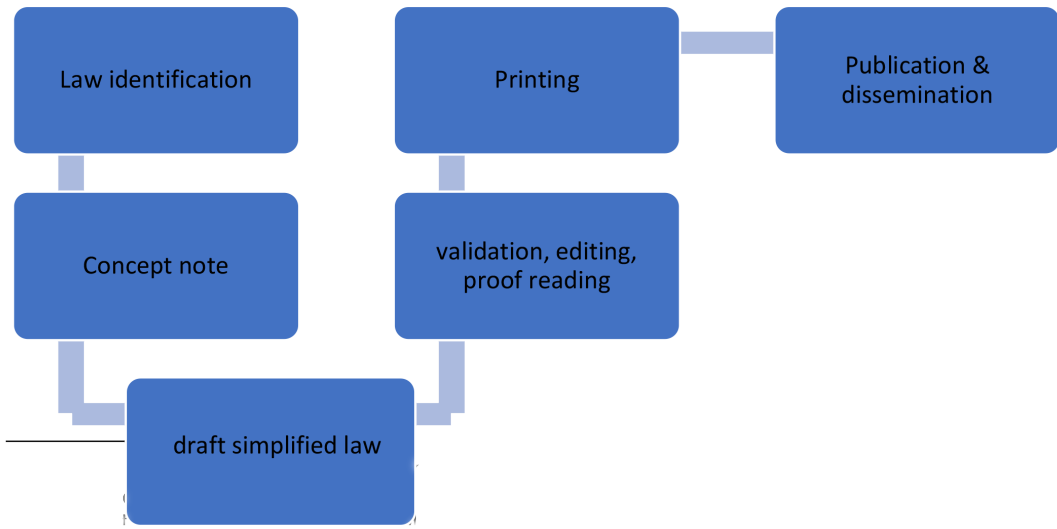 Law identification
Concept note
draft simplified law
validation, editing,
proof reading
Printing
Publication &
dissemination